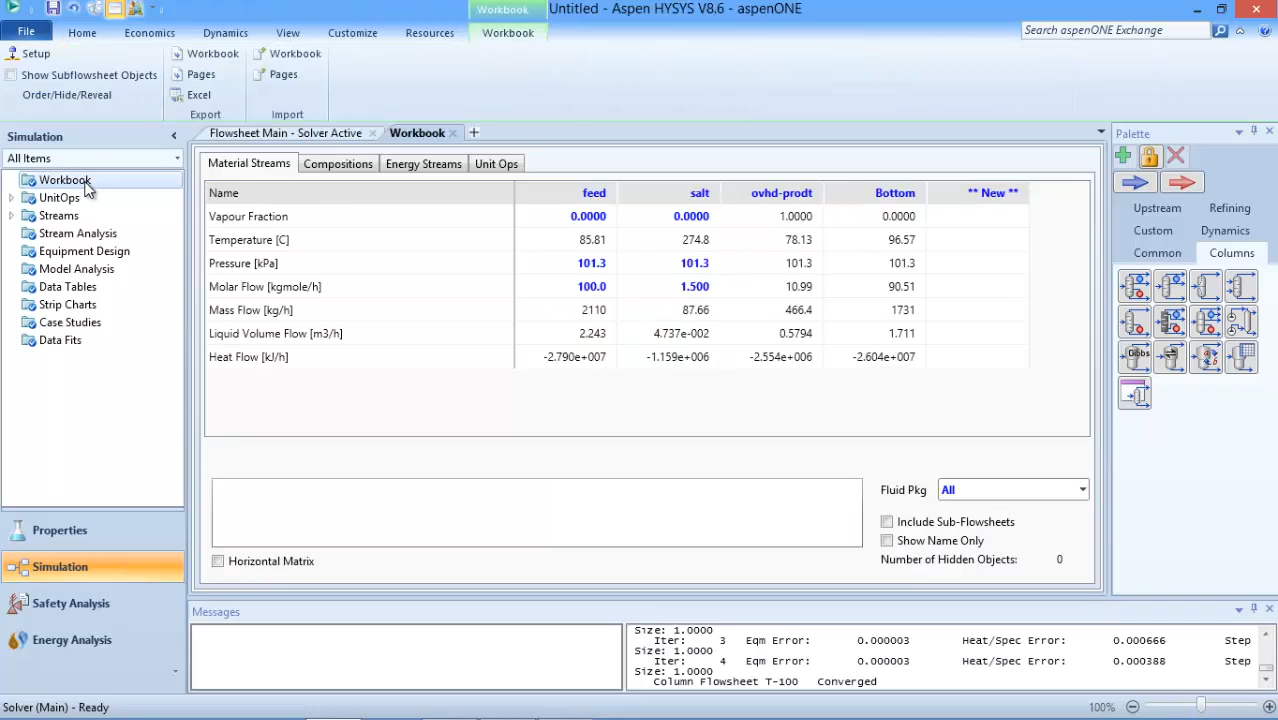 Workbook
Untitled - Aspen HYSYS V8.6 - aspenONE
File Home Economics Dynamics View Customize Resources Workbook
Search aspenONE Exchange
Setup
Show Subflowsheet Objects
Order/Hide/Reveal
Workbook
Pages
Excel
Export
Workbook
Pages
Import
Simulation
All Items
Workbook
UnitOps
Streams
Stream Analysis
Equipment Design
Model Analysis
Data Tables
Strip Charts
Case Studies
Data Fits
Properties
Simulation
Safety Analysis
Energy Analysis
Flowsheet Main - Solver Active Workbook
Material Streams Compositions Energy Streams Unit Ops
Name feed salt ovhd-prodt Bottom ** New **
Vapour Fraction 0.0000 0.0000 1.0000 0.0000
Temperature [C] 85.81 274.8 78.13 96.57
Pressure [kPa] 101.3 101.3 101.3 101.3
Molar Flow [kgmole/h] 100.0 1.500 10.99 90.51
Mass Flow [kg/h] 2110 87.66 466.4 1731
Liquid Volume Flow [m3/h] 2.243 4.737e-002 0.5794 1.711
Heat Flow [kJ/h] -2.790e+007 -1.159e+006 -2.554e+006 -2.604e+007
Fluid Pkg All
Include Sub-Flowsheets
Show Name Only
Number of Hidden Objects: 0
Horizontal Matrix
Palette
Upstream Refining
Custom Dynamics
Common Columns
Gibbs
Messages
Size: 1.0000
Iter: 3 Eqm Error: 0.000003 Heat/Spec Error: 0.000666 Step
Size: 1.0000
Iter: 4 Eqm Error: 0.000003 Heat/Spec Error: 0.000388 Step
Size: 1.0000
Column Flowsheet T-100 Converged
Solver (Main) - Ready
100%